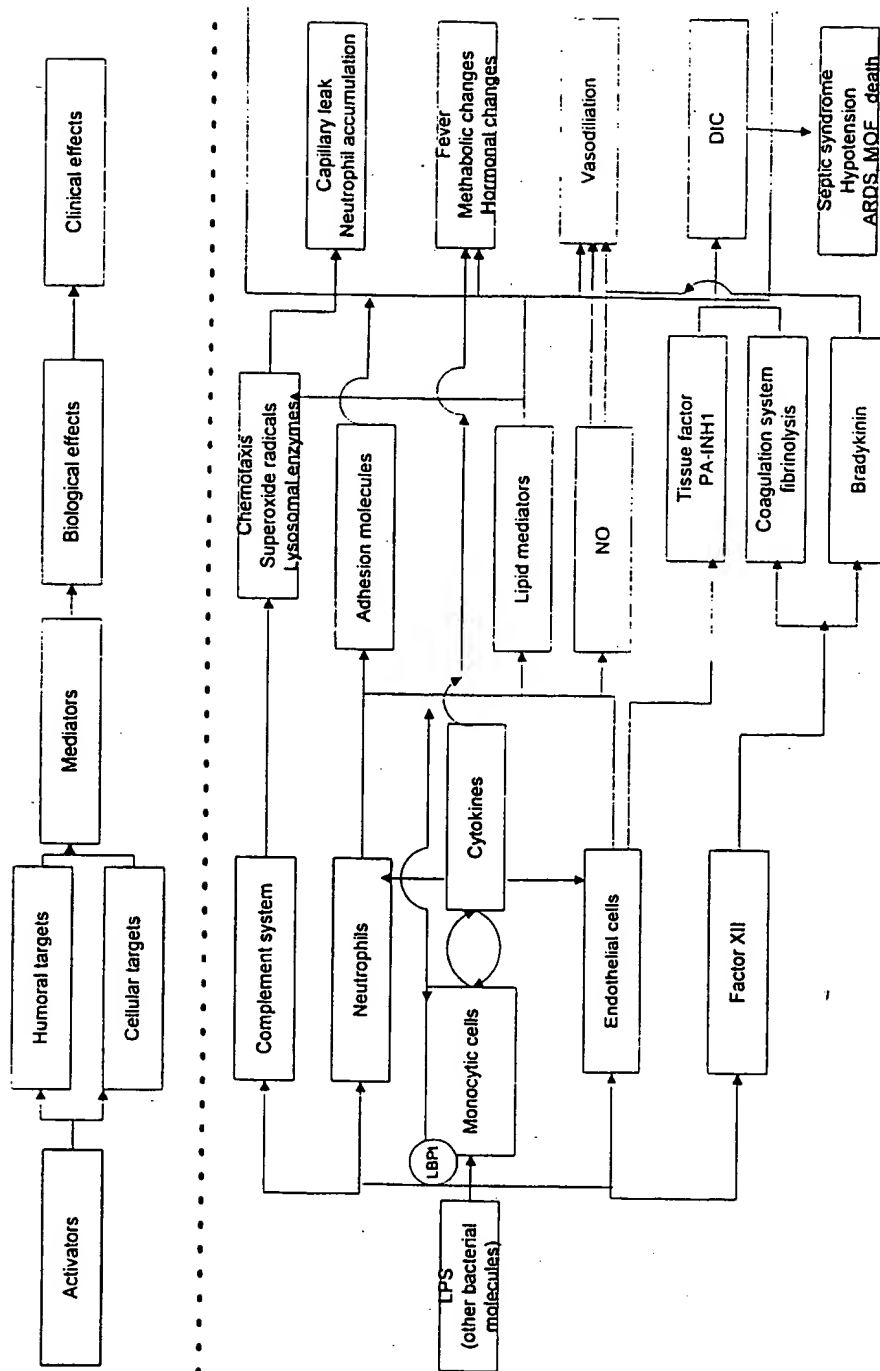 Activators
Humoral targets
Cellular targets
Mediators
Biological effects
Clinical effects
LPS
(other bacterial
molecules)
LBPt
Complement system
Neutrophils
Monocytic cells
Cytokines
Endothelial cells
Factor XII
Chemotaxis
Superoxide radicals
Lysosomal enzymes
Adhesion molecules
Lipid mediators
NO
Tissue factor
PA-INH1
Coagulation system
fibrinolysis
Bradykinin
Capillary leak
Neutrophil accumulation
Fever
Methabolic changes
Hormonal changes
Vasodiliation
DIC
Septic syndrome
Hypotension
ARDS MOF death